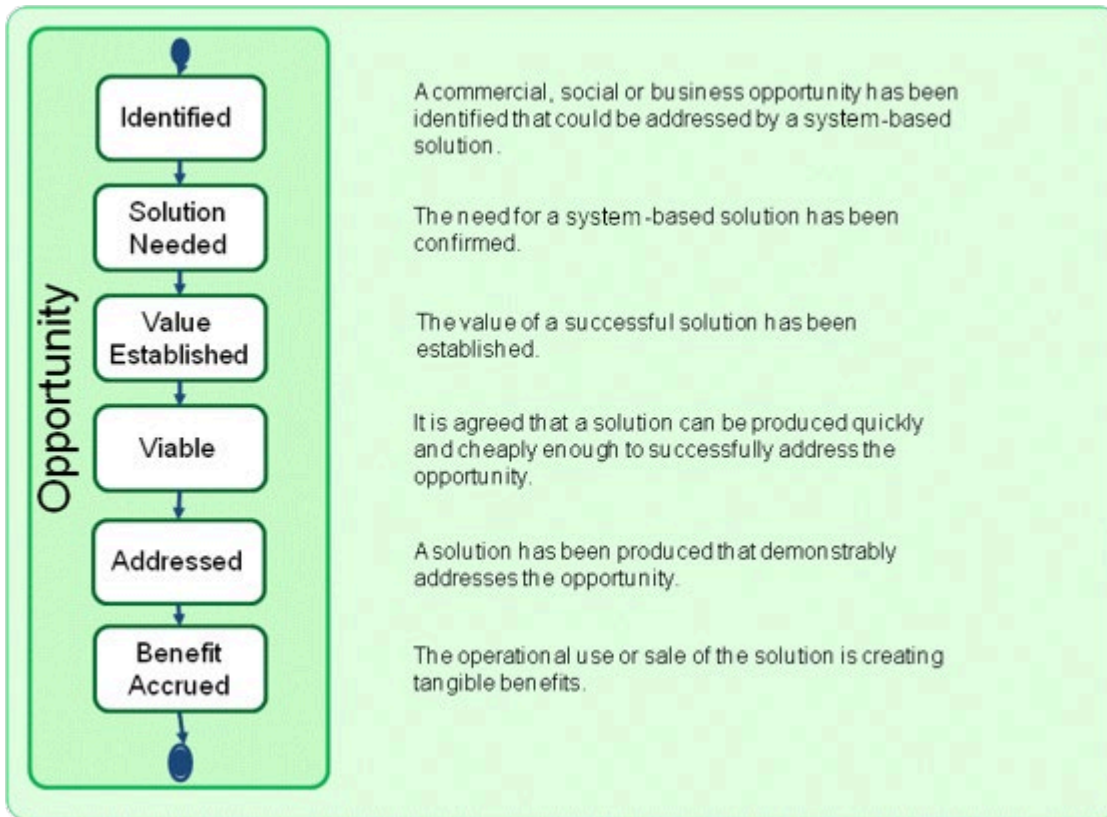 Opportunity
Identified
A commercial, social or business opportunity has been
identified that could be addressed by a system-based
solution.
Solution
Needed
The need for a system-based solution has been
confirmed.
Value
Established
The value of a successful solution has been
established.
Viable
It is agreed that a solution can be produced quickly
and cheaply enough to successfully address the
opportunity.
Addressed
A solution has been produced that demonstrably
addresses the opportunity.
Benefit
Accrued
The operational use or sale of the solution is creating
tangible benefits.